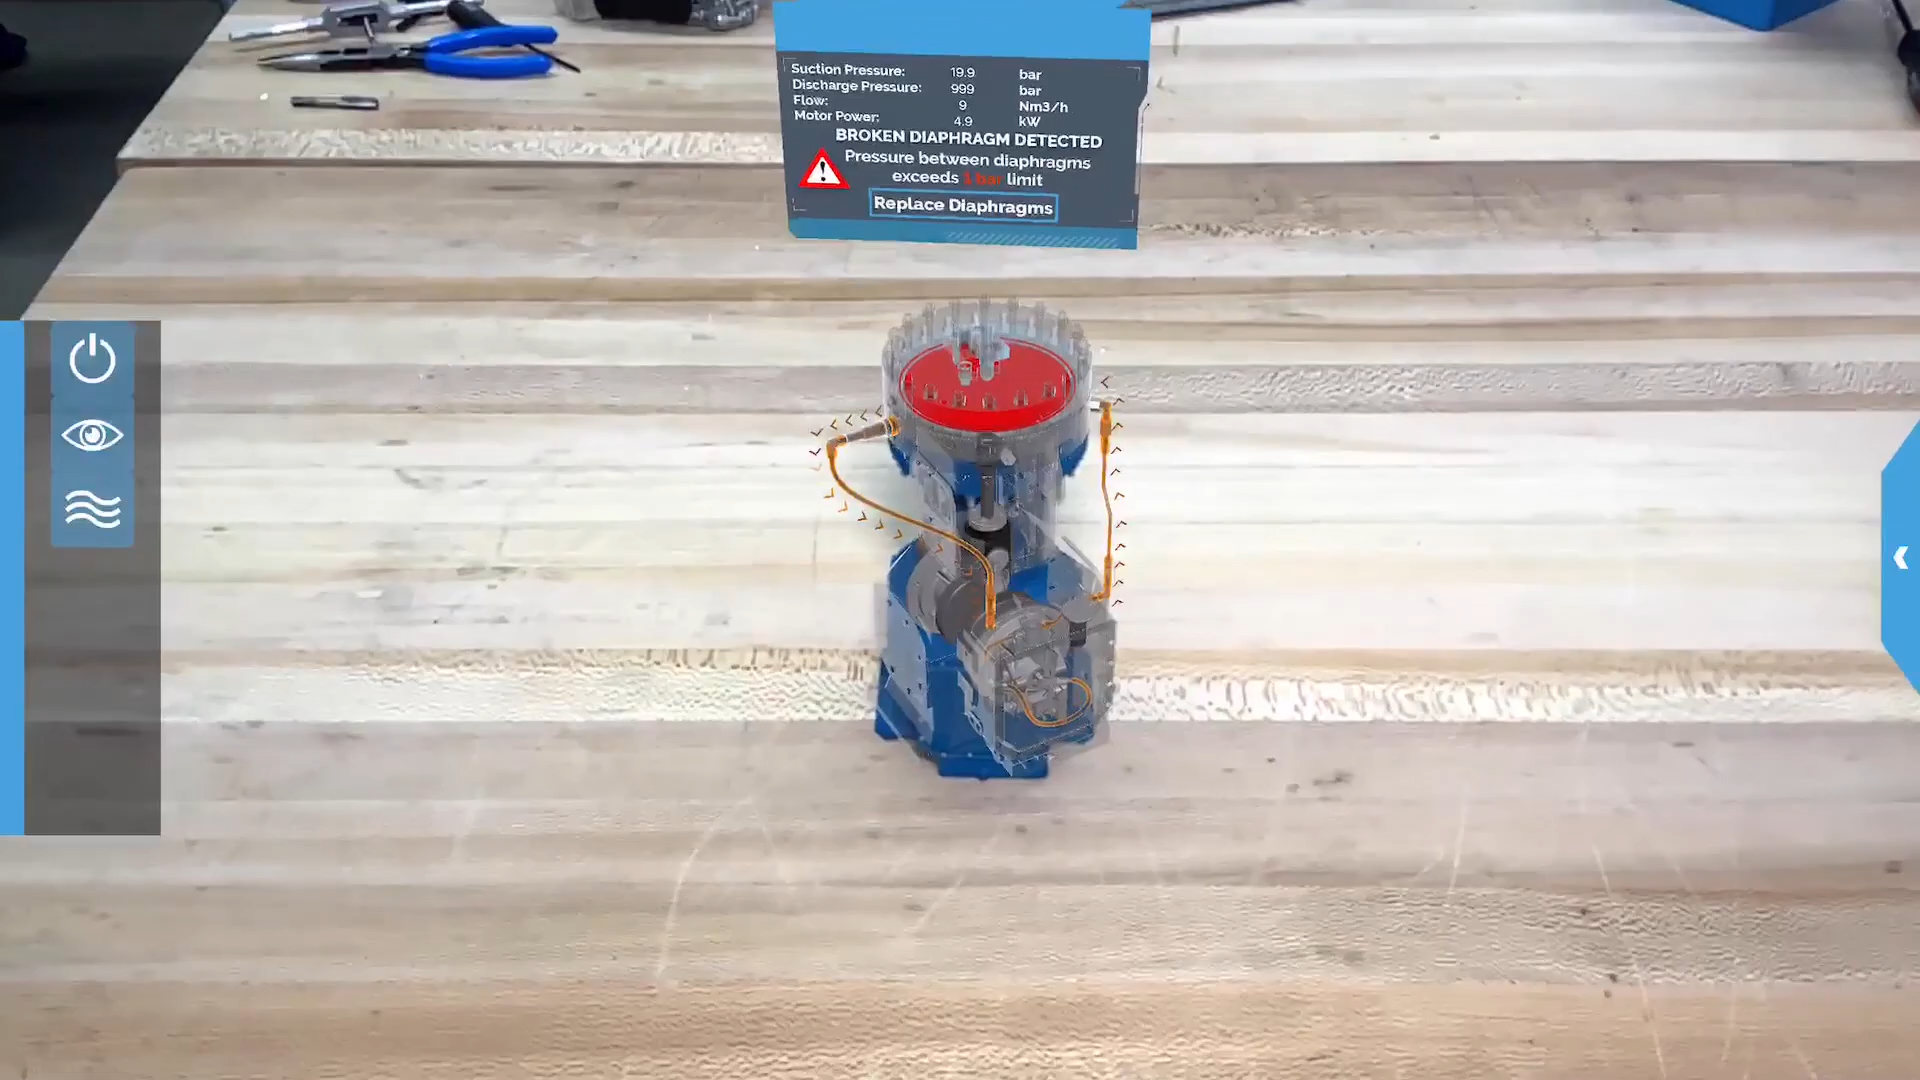 Suction Pressure: 19.9 bar
Discharge Pressure: 999 bar
Flow: 9 Nm3/h
Motor Power: 4.9 kW
BROKEN DIAPHRAGM DETECTED
Pressure between diaphragms
exceeds 1 bar limit
Replace Diaphragms